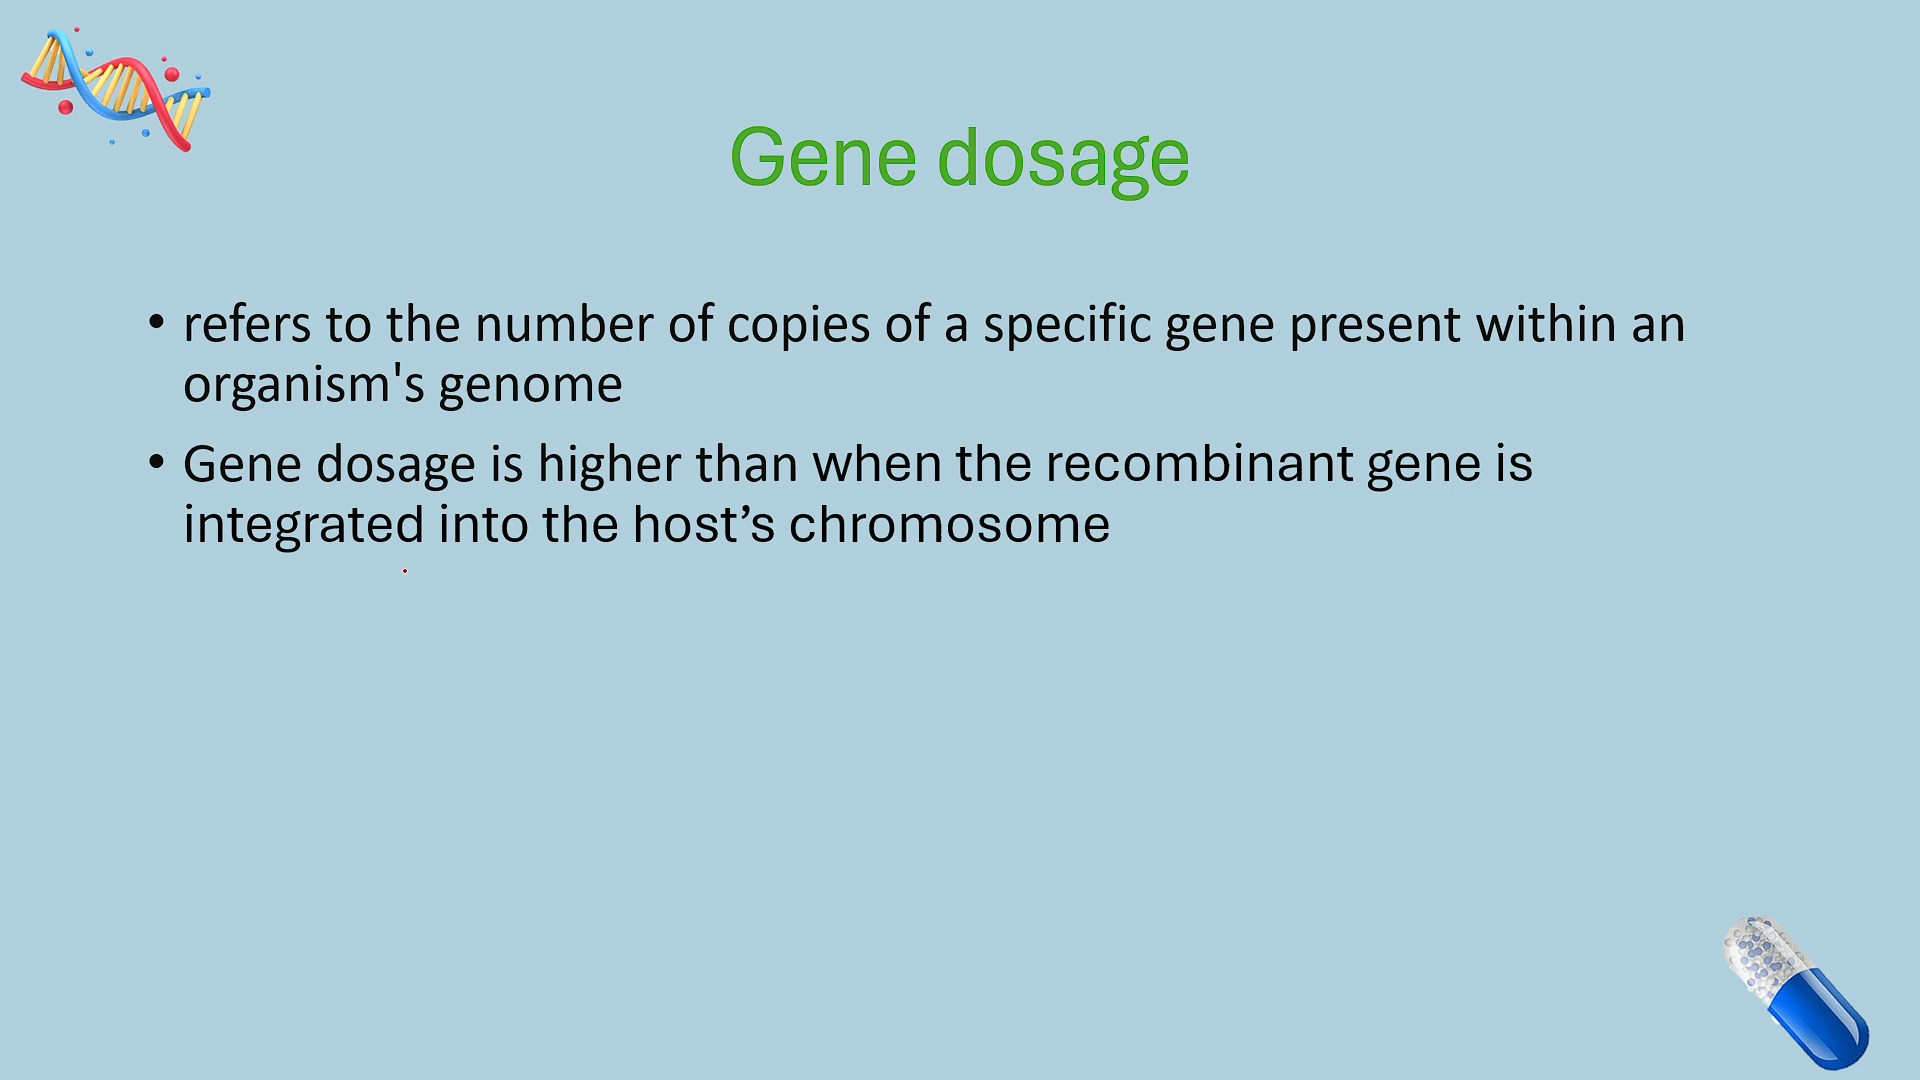 Gene dosage
• refers to the number of copies of a specific gene present within an
organism's genome
• Gene dosage is higher than when the recombinant gene is
integrated into the host’s chromosome